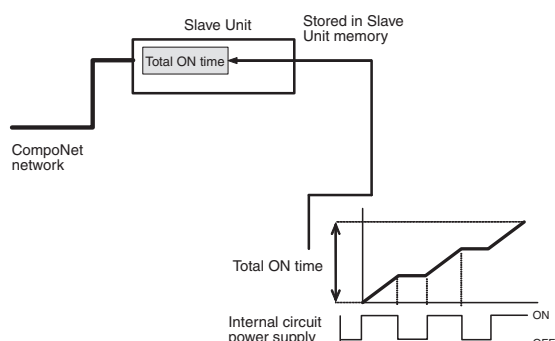 Slave Unit
Stored in Slave
Unit memory
Total ON time
CompoNet
network
Total ON time
Internal circuit
power supply
ON